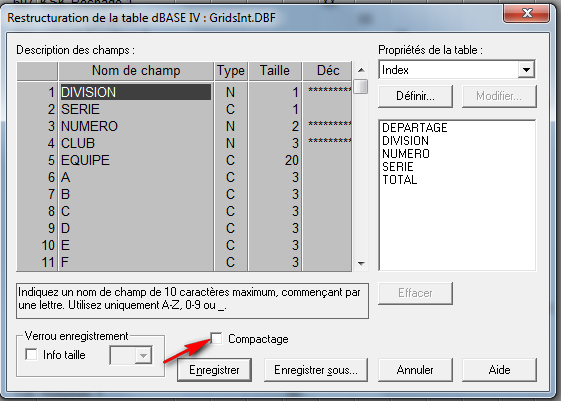 Restructuration de la table dBASE IV : GridsInt.DBF
Description des champs :
Nom de champ Type Taille Déc
1 DIVISION N 1 *********
2 SERIE C 1
3 NUMERO N 2 *********
4 CLUB N 3 *********
5 EQUIPE C 20
6 A C 3
7 B C 3
8 C C 3
9 D C 3
10 E C 3
11 F C 3
Propriétés de la table :
Index
Définir... Modifier...
DEPARTAGE
DIVISION
NUMERO
SERIE
TOTAL
Effacer
Indiquez un nom de champ de 10 caractères maximum, commençant par
une lettre. Utilisez uniquement A-Z, 0-9 ou _.
Verrou enregistrement
Info taille
Compactage
Enregistrer Enregistrer sous... Annuler Aide